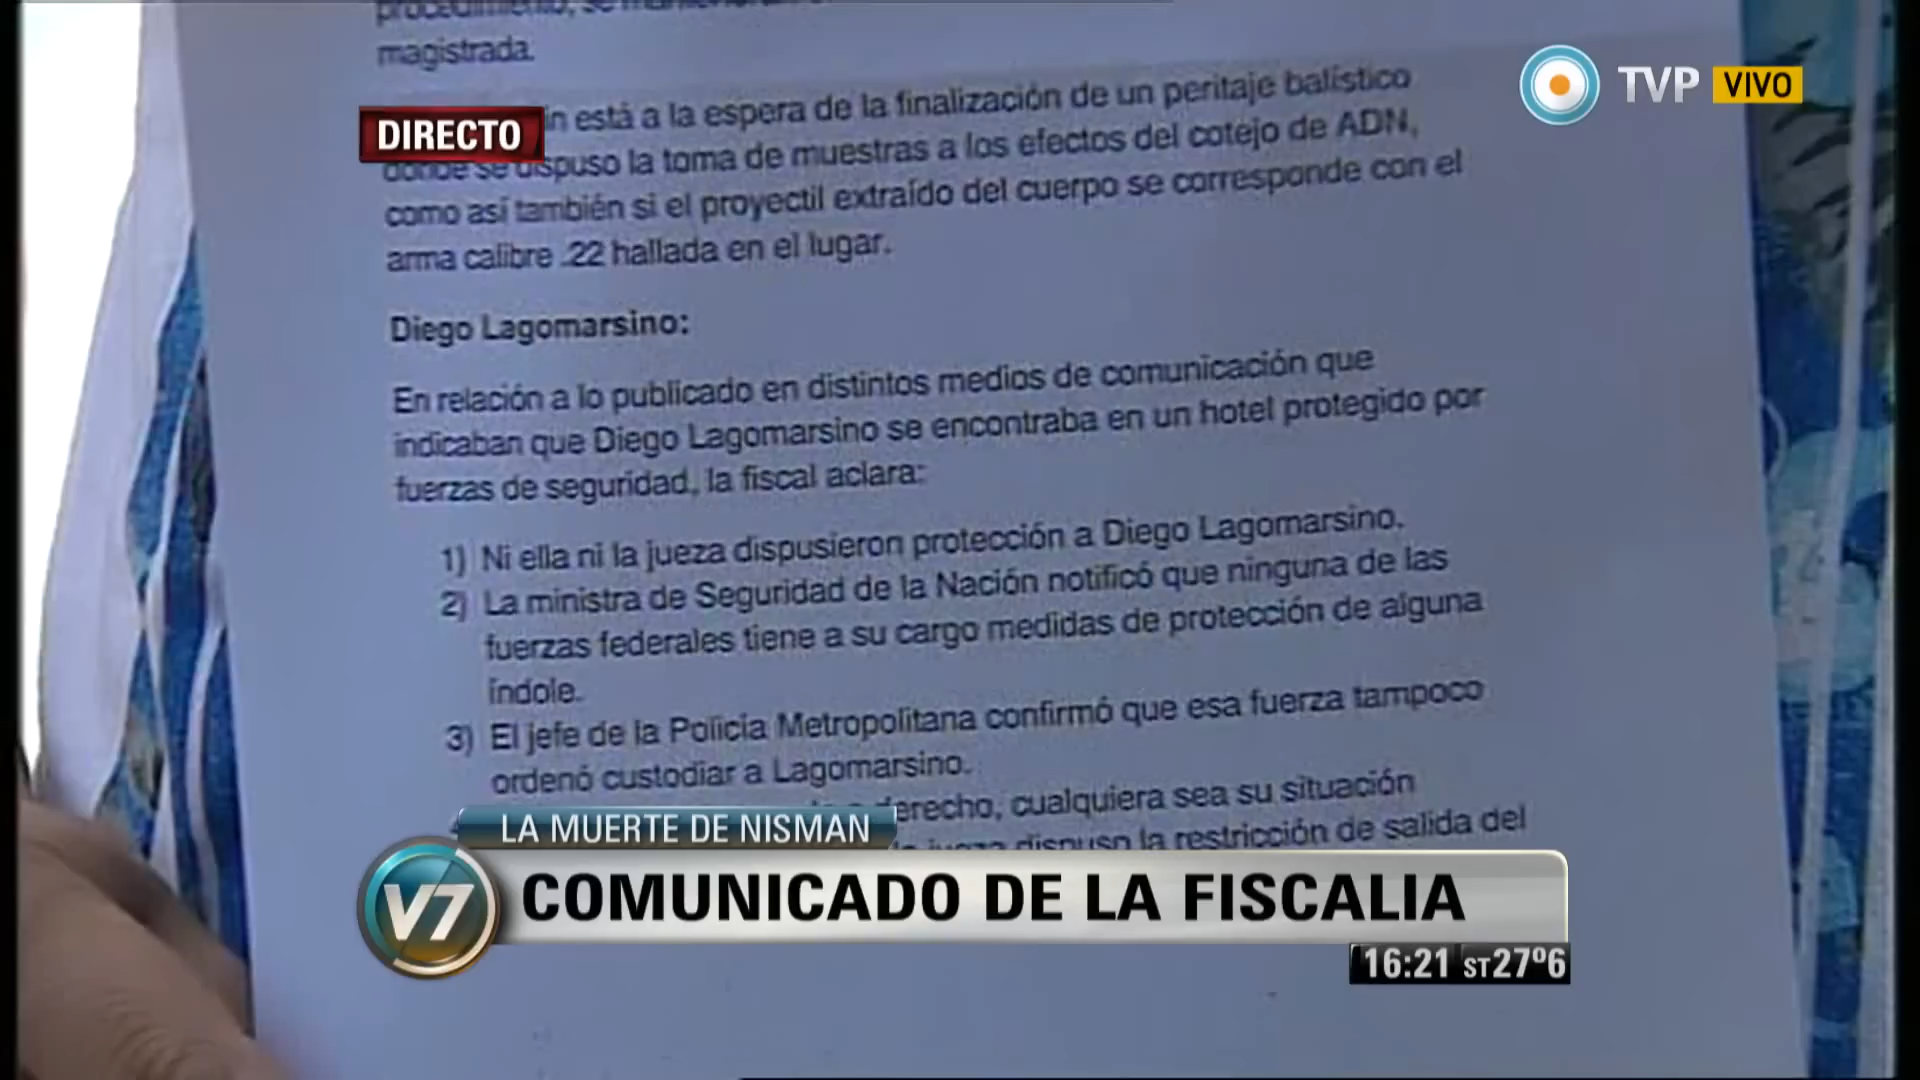 magistrada.
está a la espera de la finalización de un peritaje balístico
donde se dispuso la toma de muestras a los efectos del cotejo de ADN,
como así también si el proyectil extraído del cuerpo se corresponde con el
arma calibre .22 hallada en el lugar.
Diego Lagomarsino:
En relación a lo publicado en distintos medios de comunicación que
indicaban que Diego Lagomarsino se encontraba en un hotel protegido por
fuerzas de seguridad, la fiscal aclara:
1) Ni ella ni la jueza dispusieron protección a Diego Lagomarsino.
2) La ministra de Seguridad de la Nación notificó que ninguna de las
fuerzas federales tiene a su cargo medidas de protección de alguna
índole.
3) El jefe de la Policia Metropolitana confirmó que esa fuerza tampoco
ordenó custodiar a Lagomarsino.
derecho, cualquiera sea su situación
jueza dispuso la restricción de salida del
DIRECTO
TVP VIVO
LA MUERTE DE NISMAN
V7
COMUNICADO DE LA FISCALIA
16:21 ST27º6